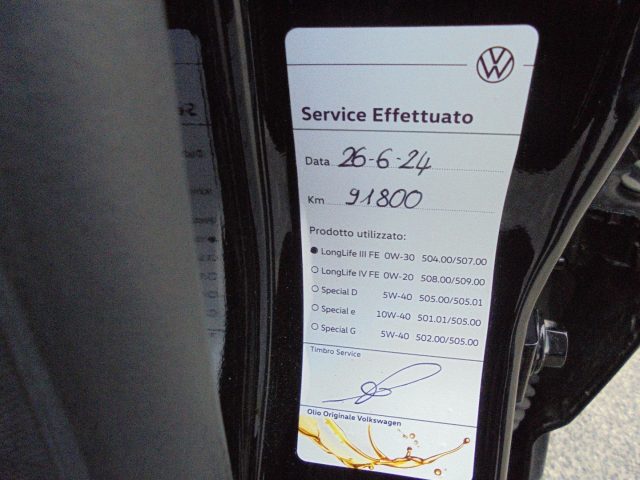 Service Effettuato
Data 26-6-24
Km 91800
Prodotto utilizzato:
LongLife III FE 0W-30 504.00/507.00
LongLife IV FE 0W-20 508.00/509.00
Special D 5W-40 505.00/505.01
Special e 10W-40 501.01/505.00
Special G 5W-40 502.00/505.00
Timbro Service
Olio Originale Volkswagen